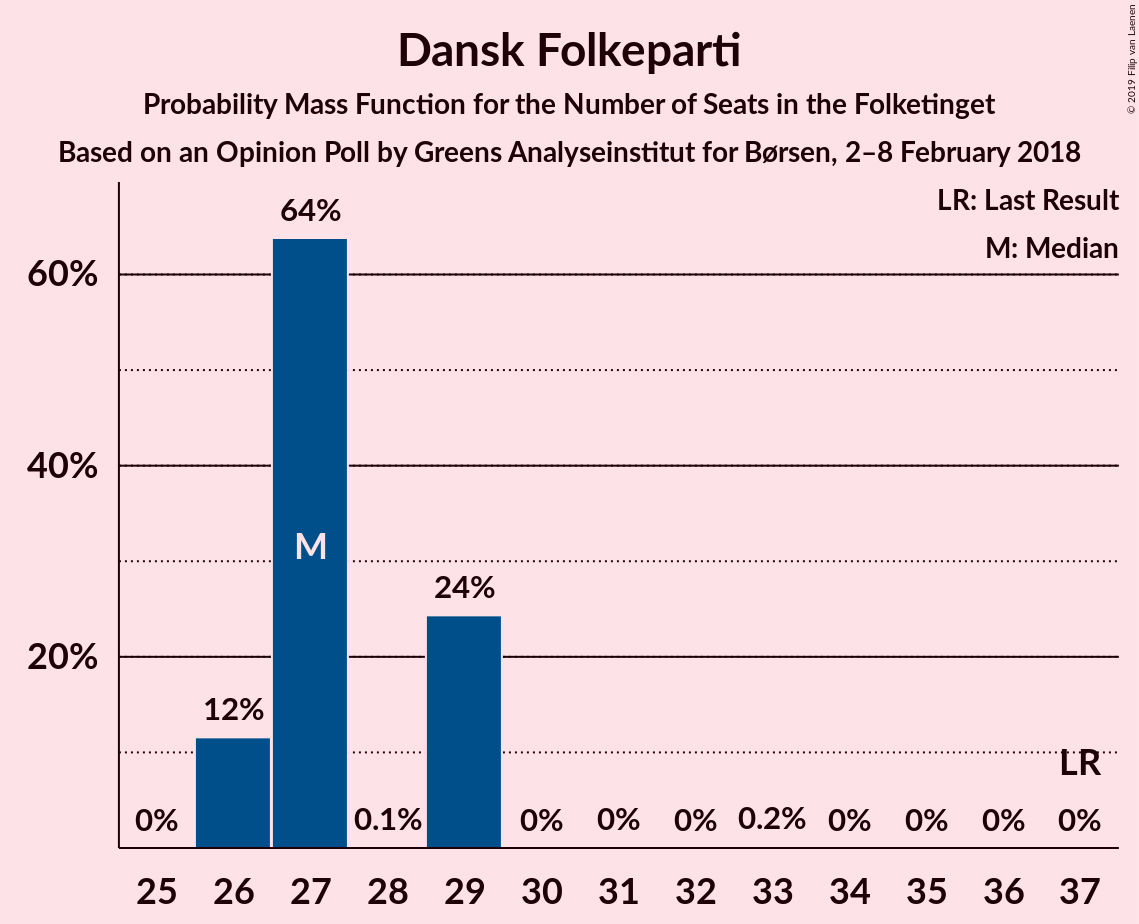 Dansk Folkeparti
Probability Mass Function for the Number of Seats in the Folketinget
Based on an Opinion Poll by Greens Analyseinstitut for Børsen, 2–8 February 2018
© 2019 Filip van Laenen
LR: Last Result
M: Median
60%
40%
20%
0%
12%
64%
M
0.1%
24%
0%
0%
0%
0.2%
0%
0%
0%
LR
0%
25 26 27 28 29 30 31 32 33 34 35 36 37